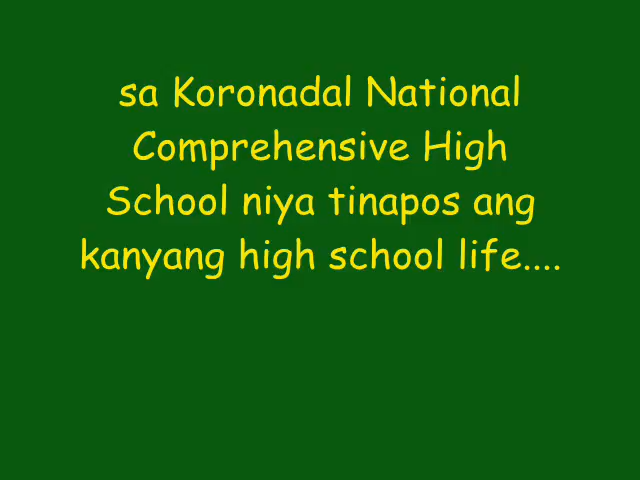 sa Koronadal National
Comprehensive High
School niya tinapos ang
kanyang high school life....